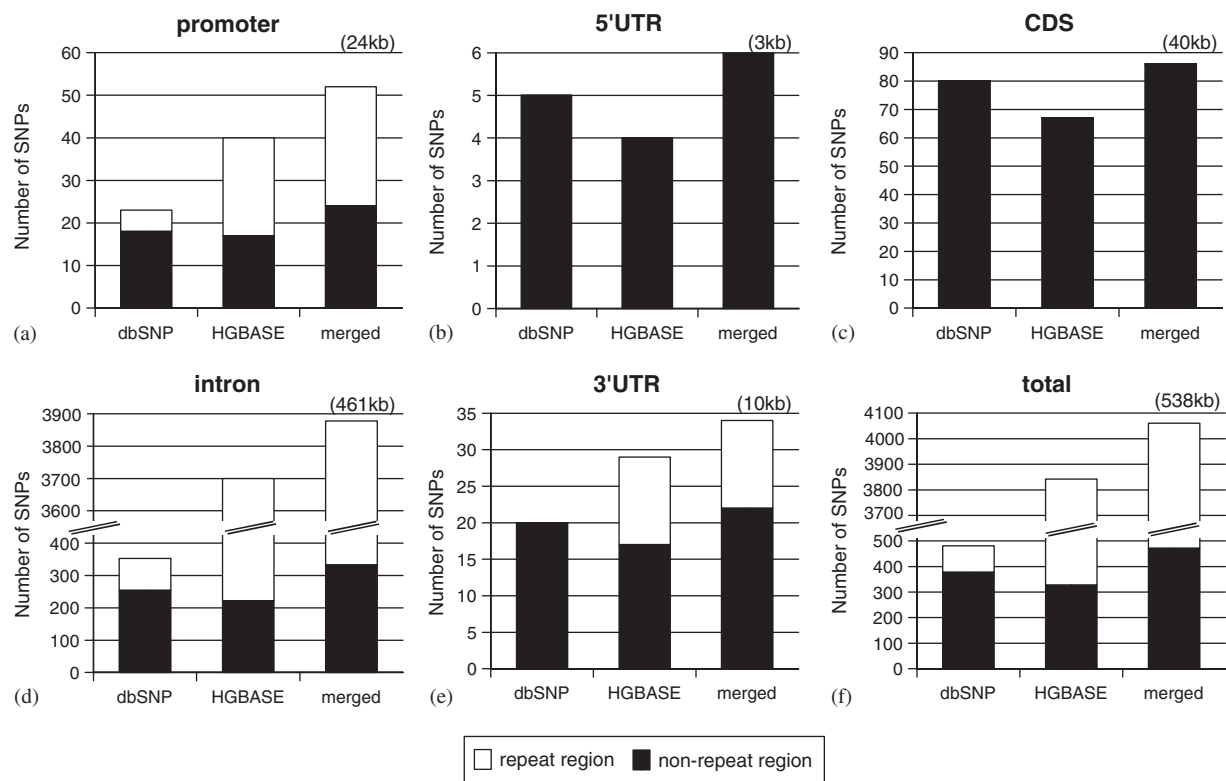 promoter
(24kb)
Number of SNPs
60
50
40
30
20
10
0
dbSNP HGBASE merged
(a)
5'UTR
(3kb)
Number of SNPs
6
5
4
3
2
1
0
dbSNP HGBASE merged
(b)
CDS
(40kb)
Number of SNPs
90
80
70
60
50
40
30
20
10
0
dbSNP HGBASE merged
(c)
intron
(461kb)
Number of SNPs
3900
3800
3700
3600
400
300
200
100
0
dbSNP HGBASE merged
(d)
3'UTR
(10kb)
Number of SNPs
35
30
25
20
15
10
5
0
dbSNP HGBASE merged
(e)
total
(538kb)
Number of SNPs
4100
4000
3900
3800
3700
500
400
300
200
100
0
dbSNP HGBASE merged
(f)
repeat region non-repeat region